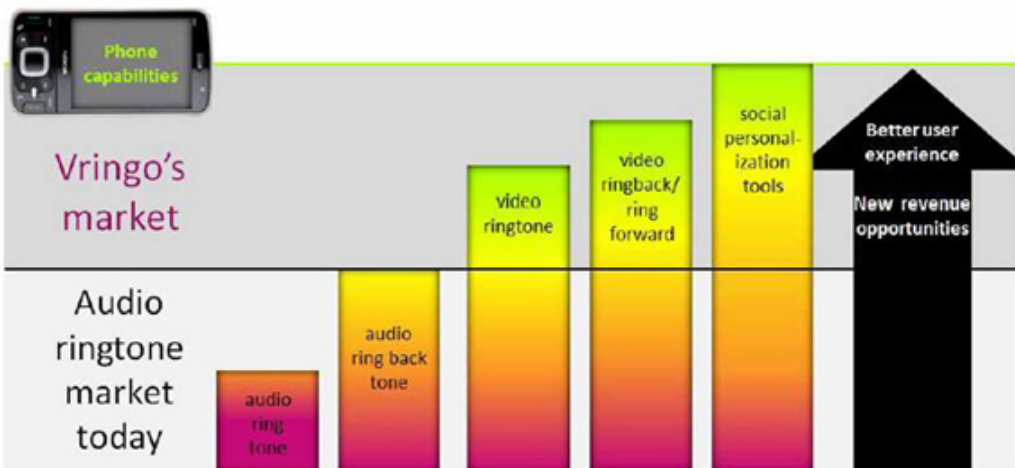 Phone
capabilities
Vringo's
market
Audio
ringtone
market
today
audio
ring
tone
audio
ring back
tone
video
ringtone
video
ringback/
ring
forward
social
personal-
ization
tools
Better user
experience
New revenue
opportunities